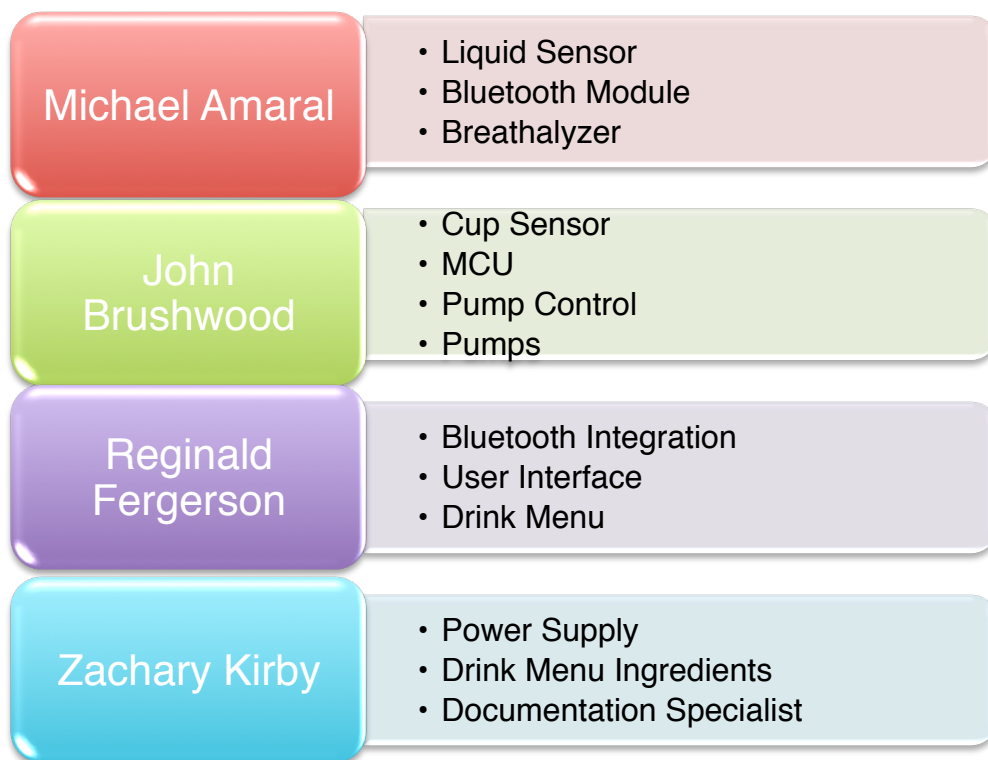 Michael Amaral
• Liquid Sensor
• Bluetooth Module
• Breathalyzer
John
Brushwood
• Cup Sensor
• MCU
• Pump Control
• Pumps
Reginald
Fergerson
• Bluetooth Integration
• User Interface
• Drink Menu
Zachary Kirby
• Power Supply
• Drink Menu Ingredients
• Documentation Specialist